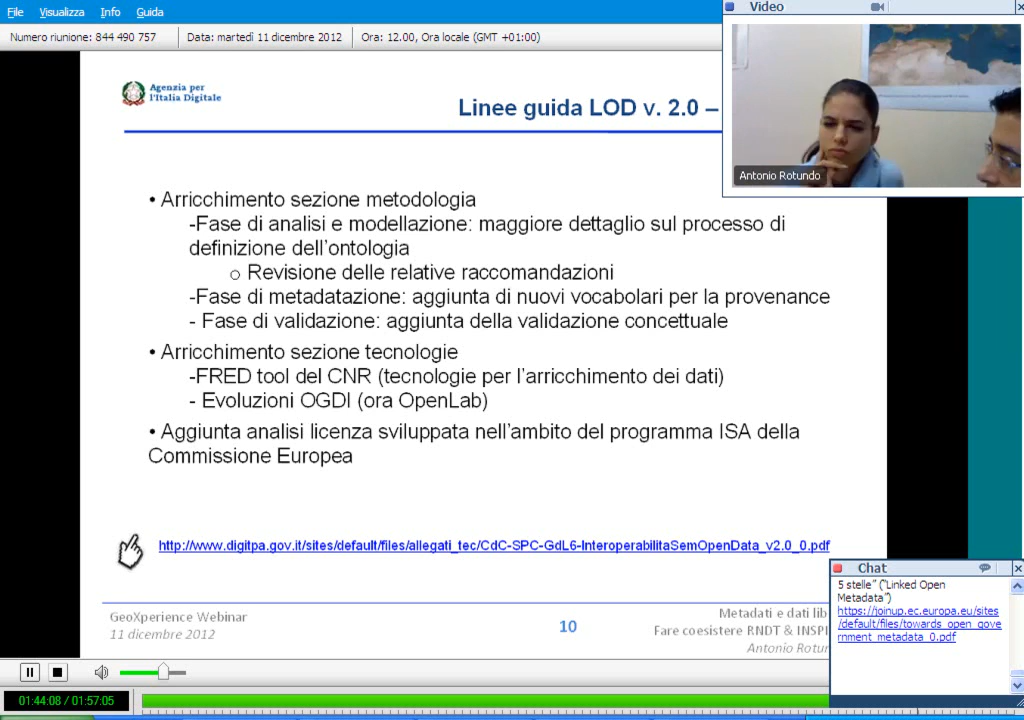 File Visualizza Info Guida
Numero riunione: 844 490 757 Data: martedì 11 dicembre 2012 Ora: 12.00, Ora locale (GMT +01:00)
Video
Antonio Rotundo
Agenzia per
l'Italia Digitale
Linee guida LOD v. 2.0 –
• Arricchimento sezione metodologia
-Fase di analisi e modellazione: maggiore dettaglio sul processo di
definizione dell'ontologia
o Revisione delle relative raccomandazioni
-Fase di metadatazione: aggiunta di nuovi vocabolari per la provenance
- Fase di validazione: aggiunta della validazione concettuale
• Arricchimento sezione tecnologie
-FRED tool del CNR (tecnologie per l'arricchimento dei dati)
- Evoluzioni OGDI (ora OpenLab)
• Aggiunta analisi licenza sviluppata nell'ambito del programma ISA della
Commissione Europea
http://www.digitpa.gov.it/sites/default/files/allegati_tec/CdC-SPC-GdL6-InteroperabilitaSemOpenData_v2.0_0.pdf
GeoXperience Webinar
11 dicembre 2012
10
Metadati e dati lib
Fare coesistere RNDT & INSPI
Antonio Rotur
Chat
5 stelle" ("Linked Open
Metadata")
https://joinup.ec.europa.eu/sites
/default/files/towards_open_gove
rnment_metadata_0.pdf
01:44:08 / 01:57:05